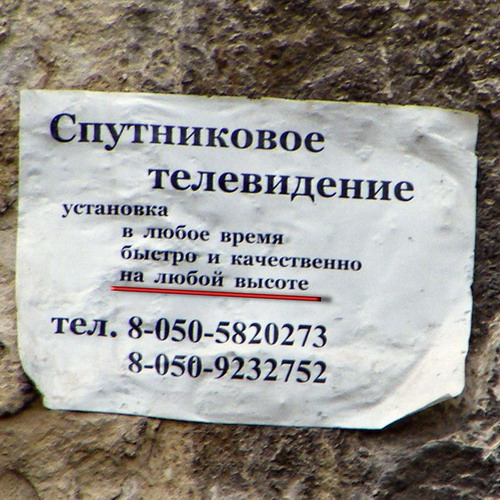 Спутниковое
телевидение
установка
в любое время
быстро и качественно
на любой высоте
тел. 8-050-5820273
8-050-9232752